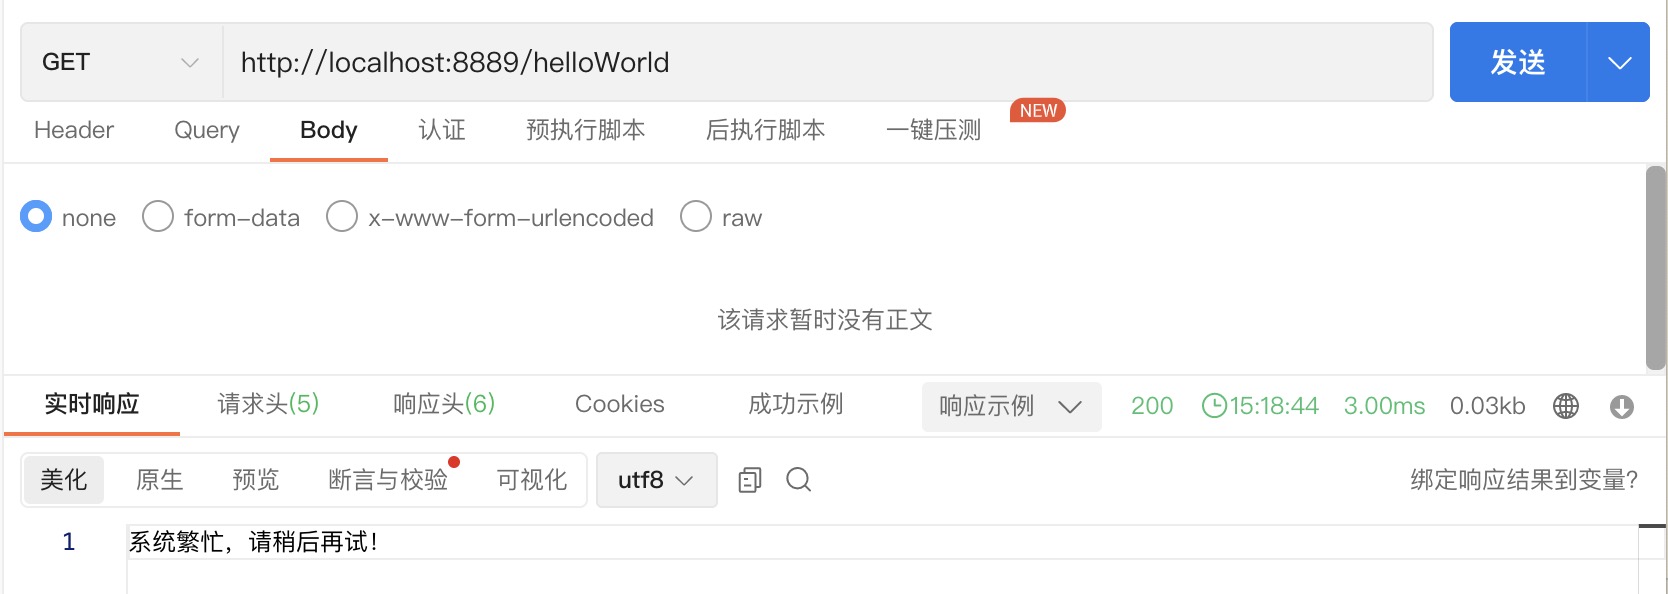 GET http://localhost:8889/helloWorld 发送
NEW
Header Query Body 认证 预执行脚本 后执行脚本 一键压测
none form-data x-www-form-urlencoded raw
该请求暂时没有正文
实时响应 请求头(5) 响应头(6) Cookies 成功示例 响应示例 200 15:18:44 3.00ms 0.03kb
美化 原生 预览 断言与校验 可视化 utf8 绑定响应结果到变量?
1 系统繁忙，请稍后再试!